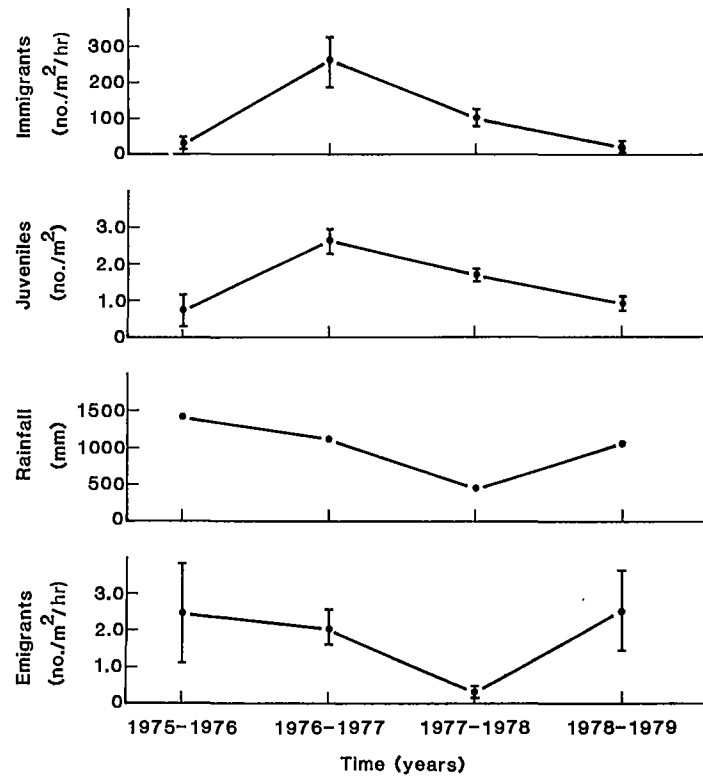 Immigrants
(no./m²/hr)
300
200
100
0
Juveniles
(no./m²)
3.0
2.0
1.0
0
Rainfall
(mm)
1500
1000
500
0
Emigrants
(no./m²/hr)
3.0
2.0
1.0
0
1975-1976 1976-1977 1977-1978 1978-1979
Time (years)